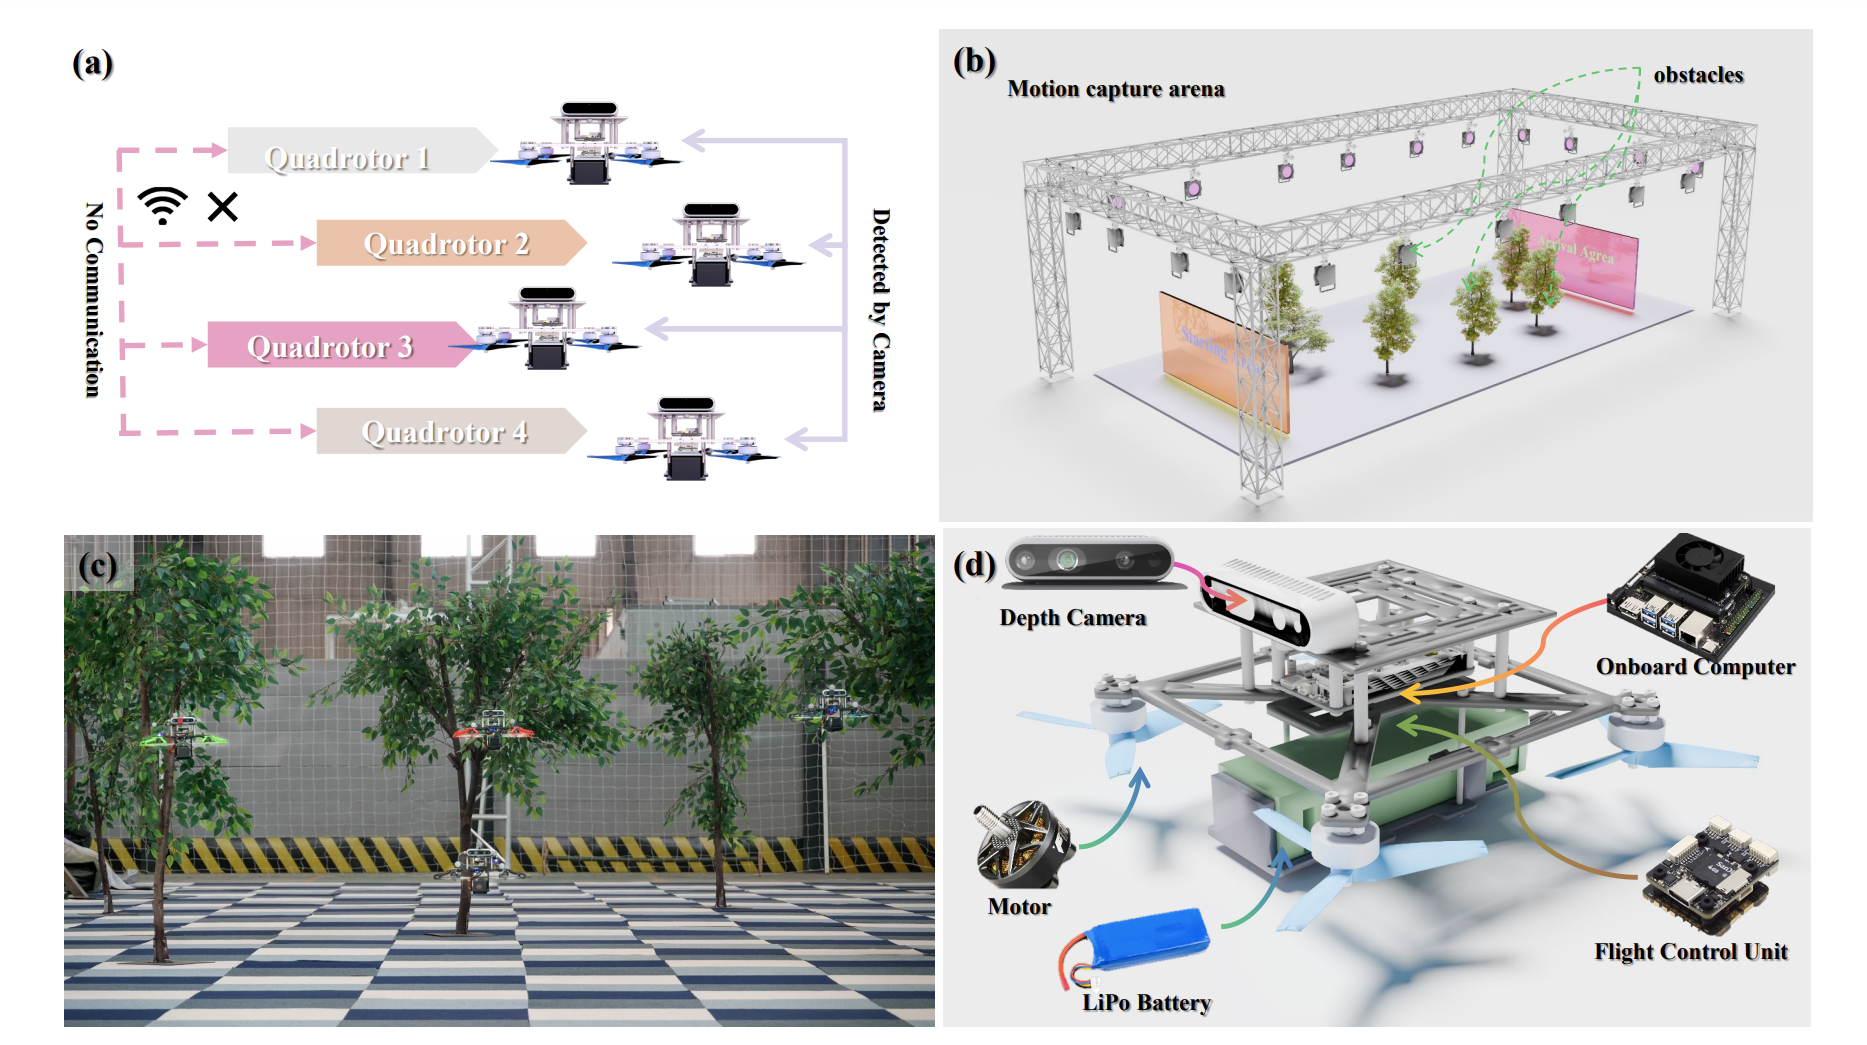 (a)
Quadrotor 1
Quadrotor 2
Quadrotor 3
Quadrotor 4
No Communication
Detected by Camera
(b)
Motion capture arena
obstacles
Starting Area
Arrival Agrea
(c)
(d)
Depth Camera
Onboard Computer
Motor
LiPo Battery
Flight Control Unit